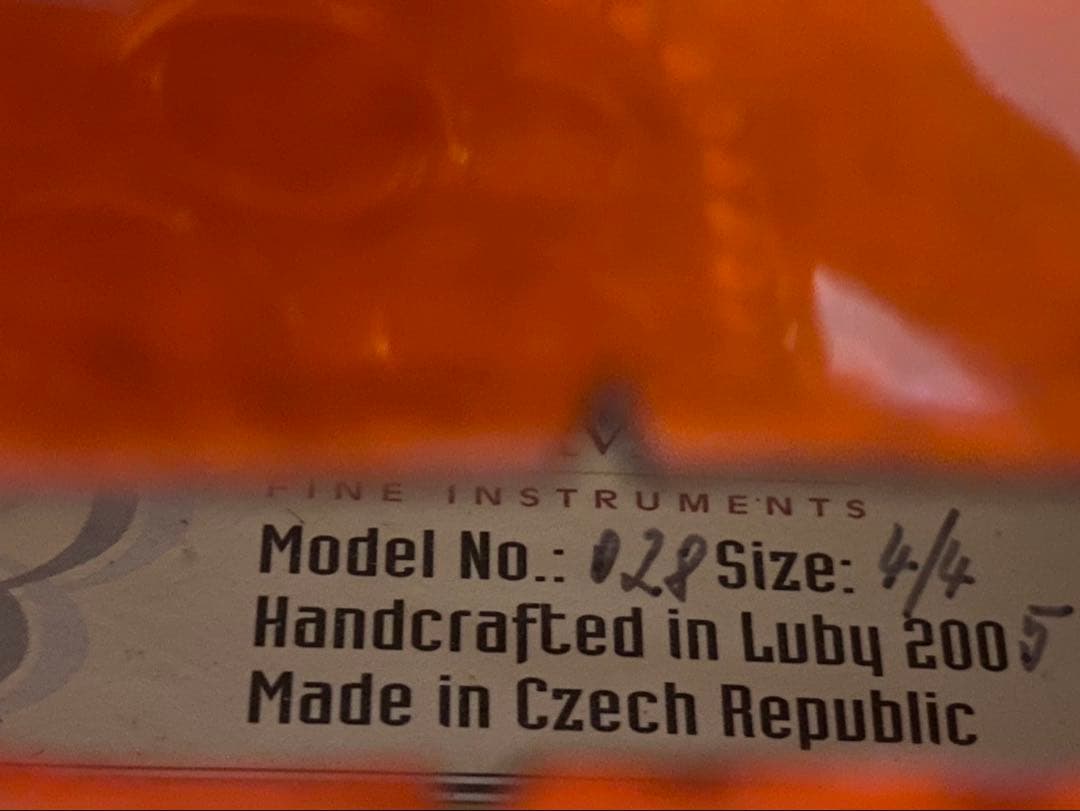 FINE INSTRUMENTS
Model No.: 028 Size: 4/4
Handcrafted in Luby 2005
Made in Czech Republic